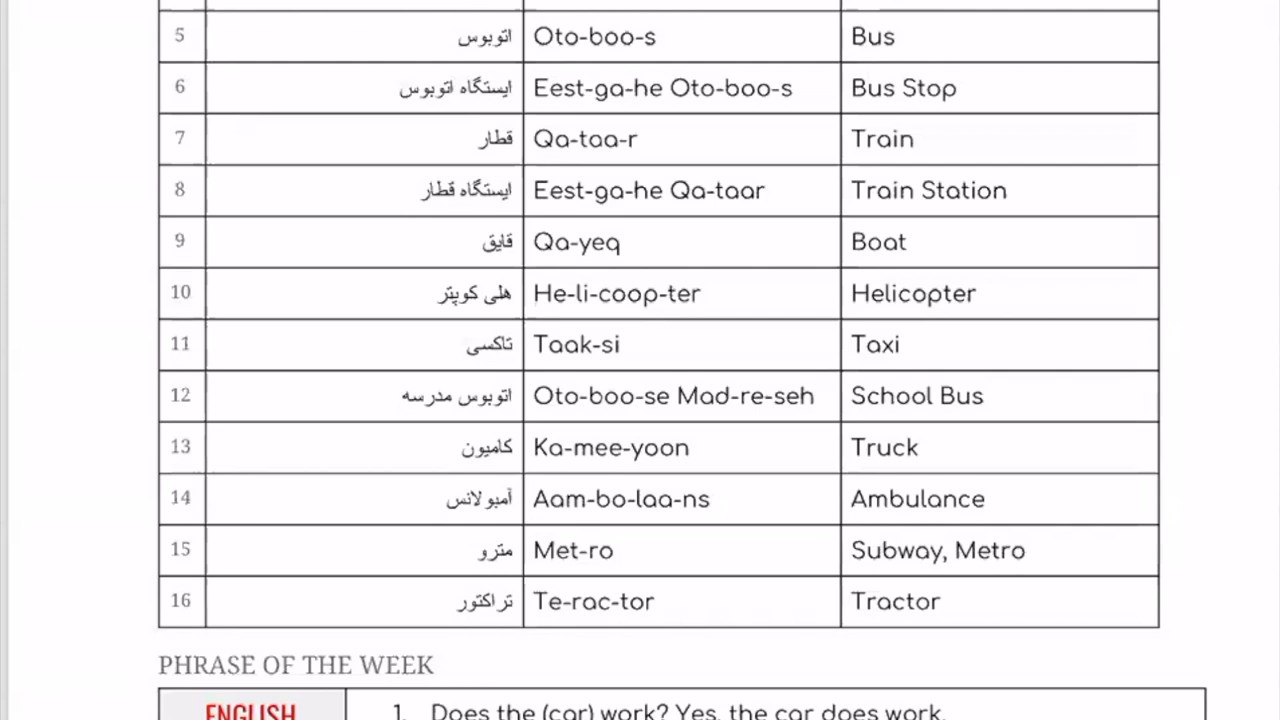 5 اتوبوس Oto-boo-s Bus
6 ایستگاه اتوبوس Eest-ga-he Oto-boo-s Bus Stop
7 قطار Qa-taa-r Train
8 ایستگاه قطار Eest-ga-he Qa-taar Train Station
9 قایق Qa-yeq Boat
10 هلی کوپتر He-li-coop-ter Helicopter
11 تاکسی Taak-si Taxi
12 اتوبوس مدرسه Oto-boo-se Mad-re-seh School Bus
13 کامیون Ka-mee-yoon Truck
14 آمبولانس Aam-bo-laa-ns Ambulance
15 مترو Met-ro Subway, Metro
16 تراکتور Te-rac-tor Tractor
PHRASE OF THE WEEK
ENGLISH 1. Does the (car) work? Yes, the car does work.